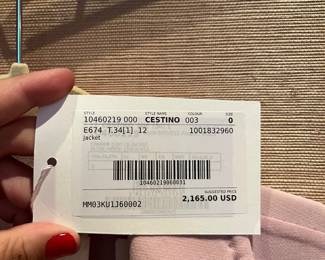 STYLE STYLE NAME COLOUR SIZE
10460219 000 CESTINO 003 0
E674 T.34[1] 12 1001832960
Jacket
10460219060031
SUGGESTED PRICE
MM03KU1J60002 2,165.00 USD